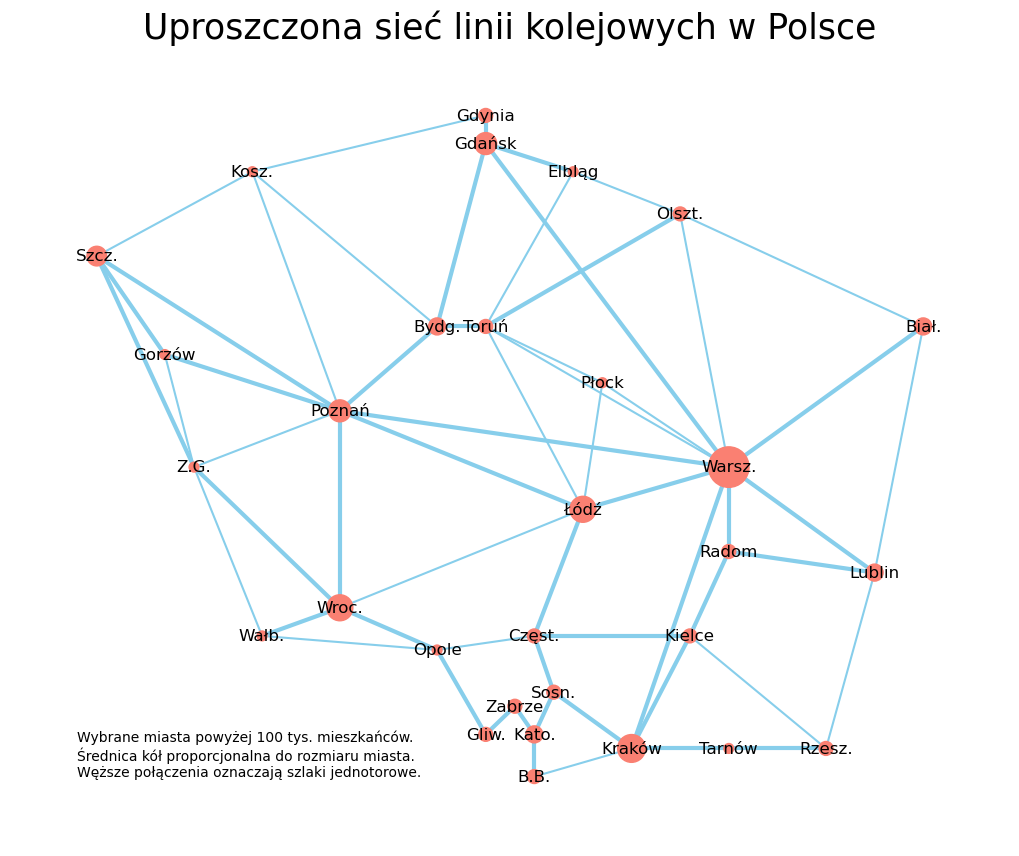 Uproszczona sieć linii kolejowych w Polsce
Gdynia
Gdańsk
Kosz.
Elbląg
Olszt.
Szcz.
Bydg.
Toruń
Biał.
Gorzów
Płock
Poznań
Z.G.
Warsz.
Łódź
Radom
Lublin
Wroc.
Wałb.
Częst.
Kielce
Opole
Sosn.
Zabrze
Gliw.
Kato.
Kraków
Tarnów
Rzesz.
B.B.
Wybrane miasta powyżej 100 tys. mieszkańców.
Średnica kół proporcjonalna do rozmiaru miasta.
Węższe połączenia oznaczają szlaki jednotorowe.